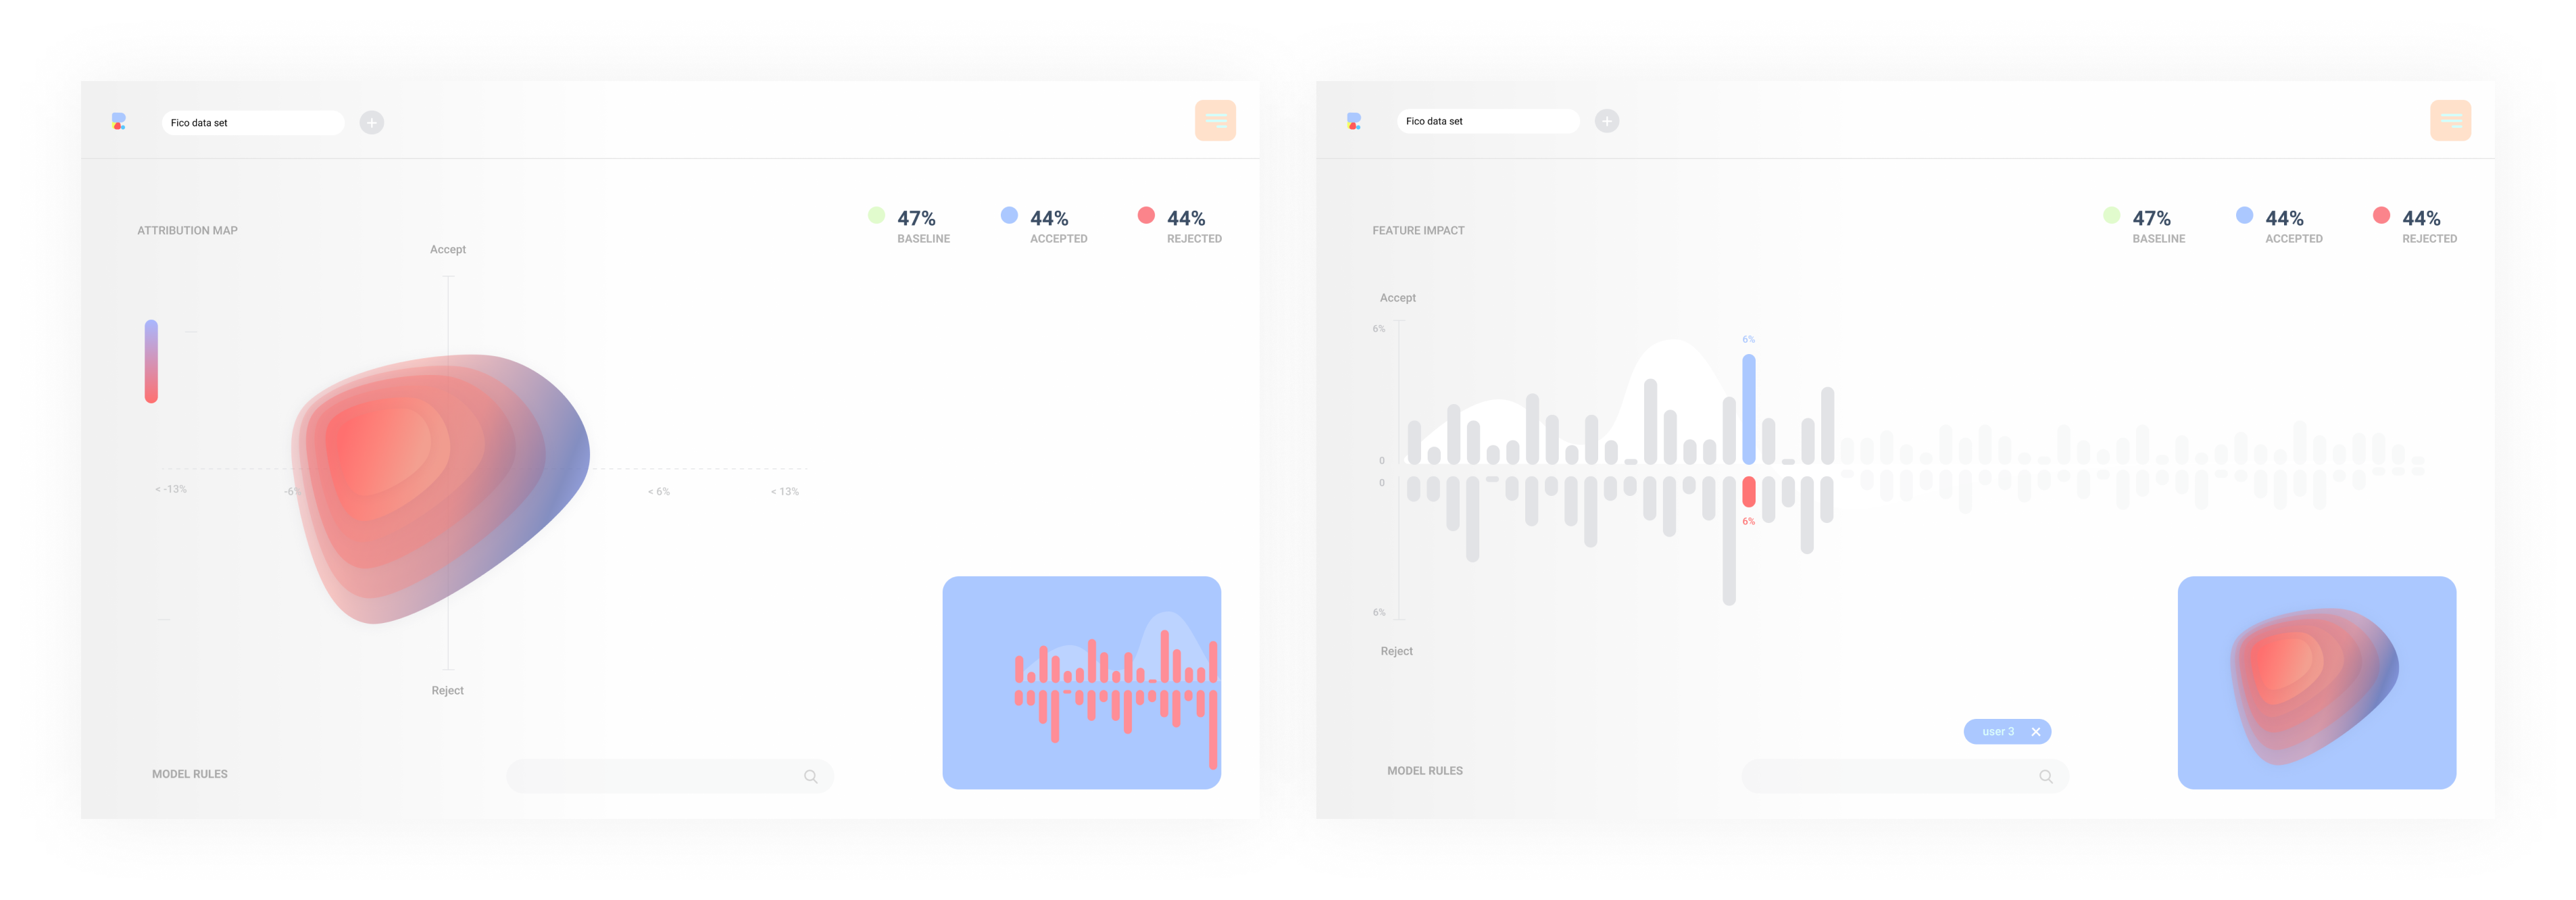 Fico data set
47%
44%
44%
BASELINE
ACCEPTED
REJECTED
ATTRIBUTION MAP
Accept
< -13%
-6%
< 6%
< 13%
Reject
MODEL RULES
Fico data set
47%
44%
44%
BASELINE
ACCEPTED
REJECTED
FEATURE IMPACT
Accept
6%
6%
0
0
6%
6%
Reject
user 3
MODEL RULES